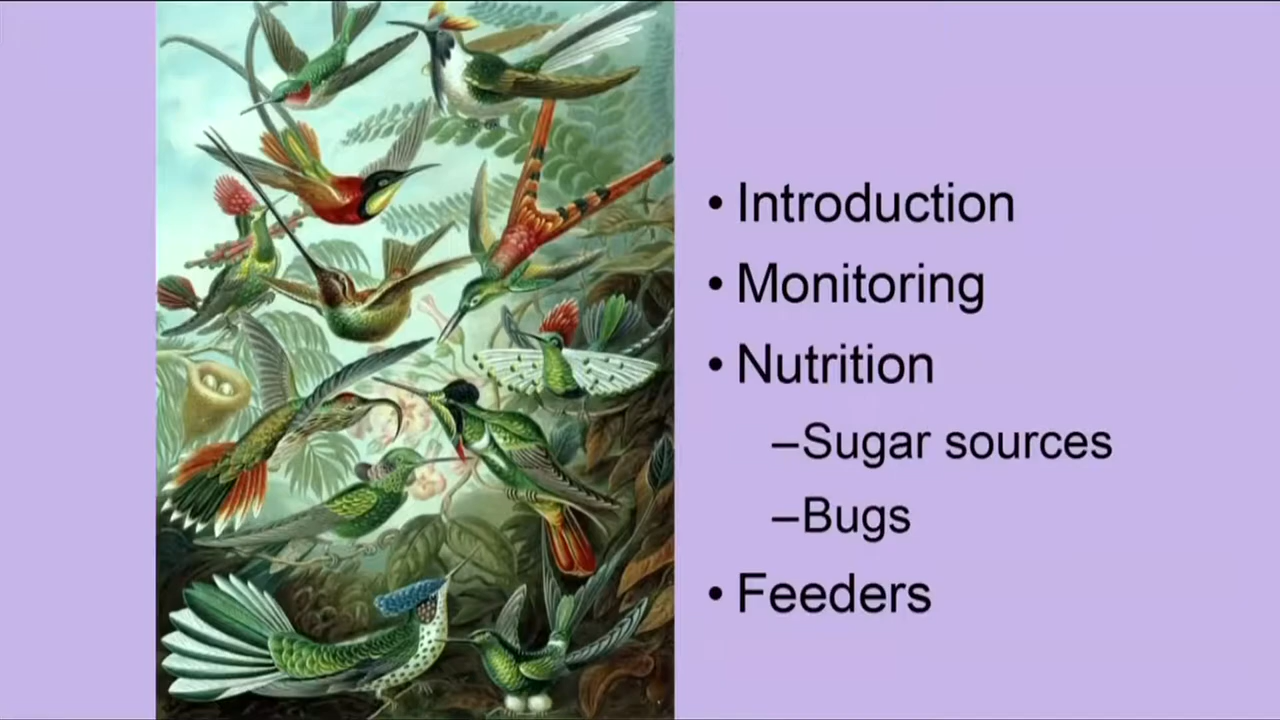 • Introduction
• Monitoring
• Nutrition
–Sugar sources
–Bugs
• Feeders